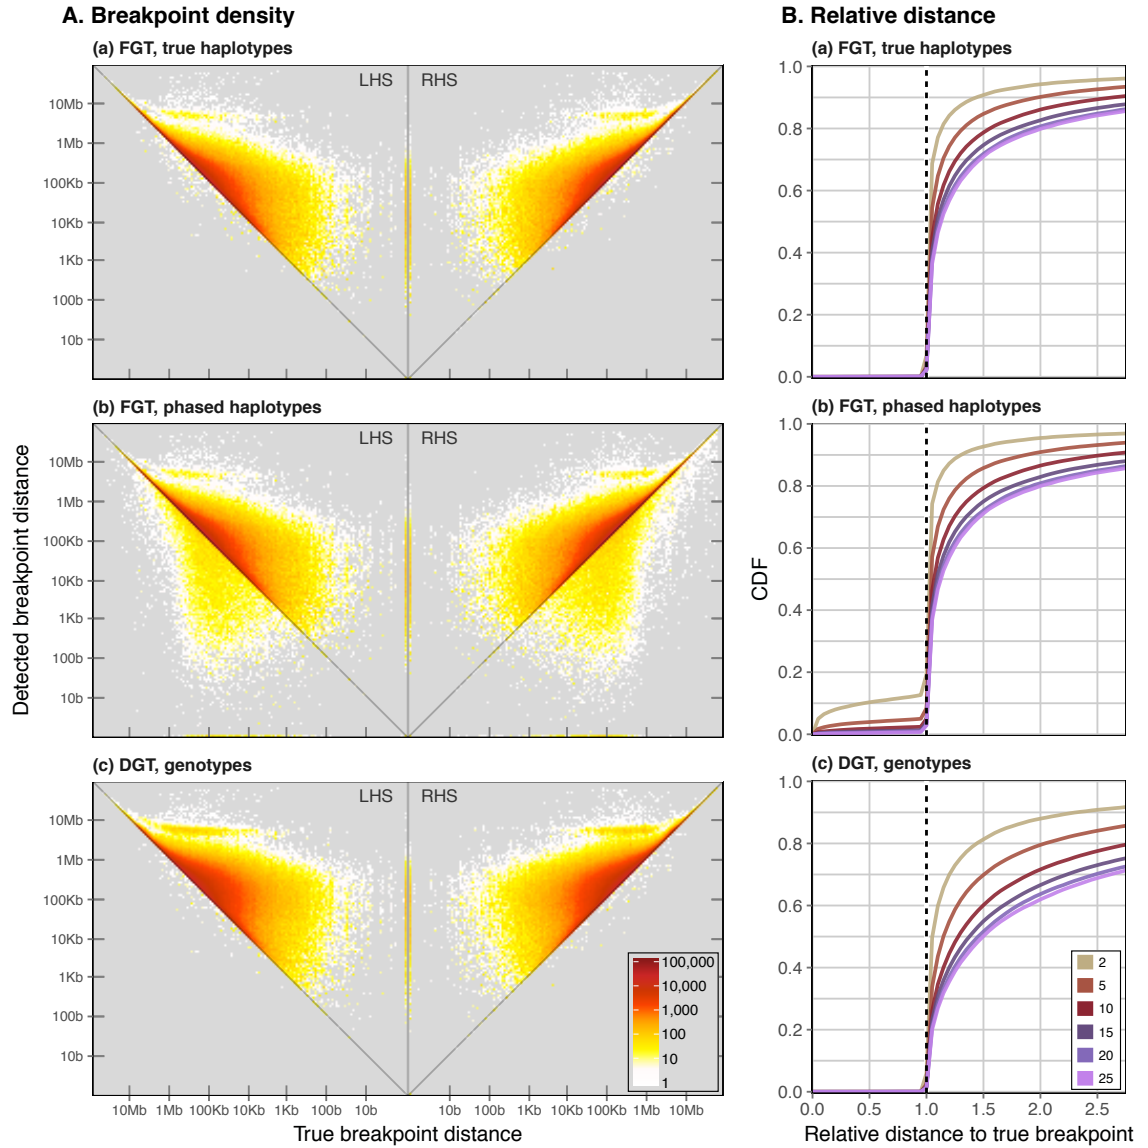 A. Breakpoint density
B. Relative distance
(a) FGT, true haplotypes
LHS RHS
10Mb
1Mb
100Kb
10Kb
1Kb
100b
10b
(a) FGT, true haplotypes
1.0
0.8
0.6
0.4
0.2
0.0
(b) FGT, phased haplotypes
LHS RHS
10Mb
1Mb
100Kb
10Kb
1Kb
100b
10b
(b) FGT, phased haplotypes
1.0
0.8
0.6
0.4
0.2
0.0
Detected breakpoint distance
CDF
(c) DGT, genotypes
LHS RHS
10Mb
1Mb
100Kb
10Kb
1Kb
100b
10b
100,000
10,000
1,000
100
10
1
10Mb 1Mb 100Kb 10Kb 1Kb 100b 10b 10b 100b 1Kb 10Kb 100Kb 1Mb 10Mb
True breakpoint distance
(c) DGT, genotypes
1.0
0.8
0.6
0.4
0.2
0.0
2
5
10
15
20
25
0.0 0.5 1.0 1.5 2.0 2.5
Relative distance to true breakpoint